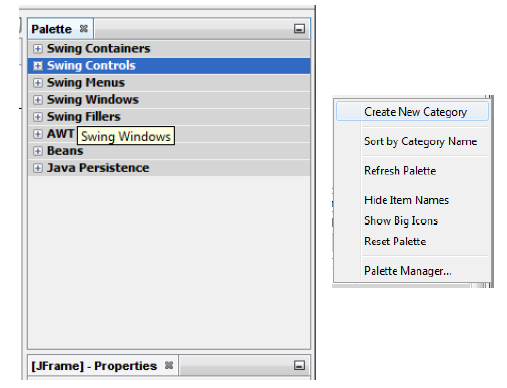 Palette
Swing Containers
Swing Controls
Swing Menus
Swing Windows
Swing Fillers
AWT
Swing Windows
Beans
Java Persistence
[JFrame] - Properties
Create New Category
Sort by Category Name
Refresh Palette
Hide Item Names
Show Big Icons
Reset Palette
Palette Manager...